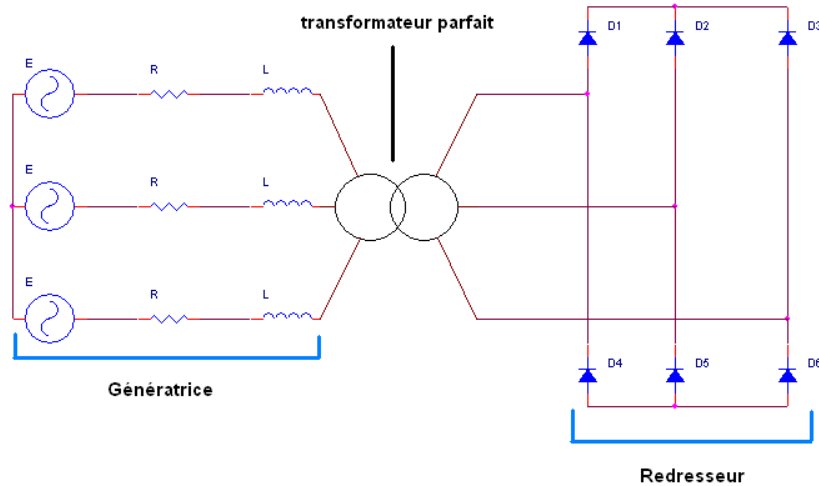 transformateur parfait
D1 D2 D3
E R L
E R L
E R L
D4 D5 D6
Génératrice
Redresseur